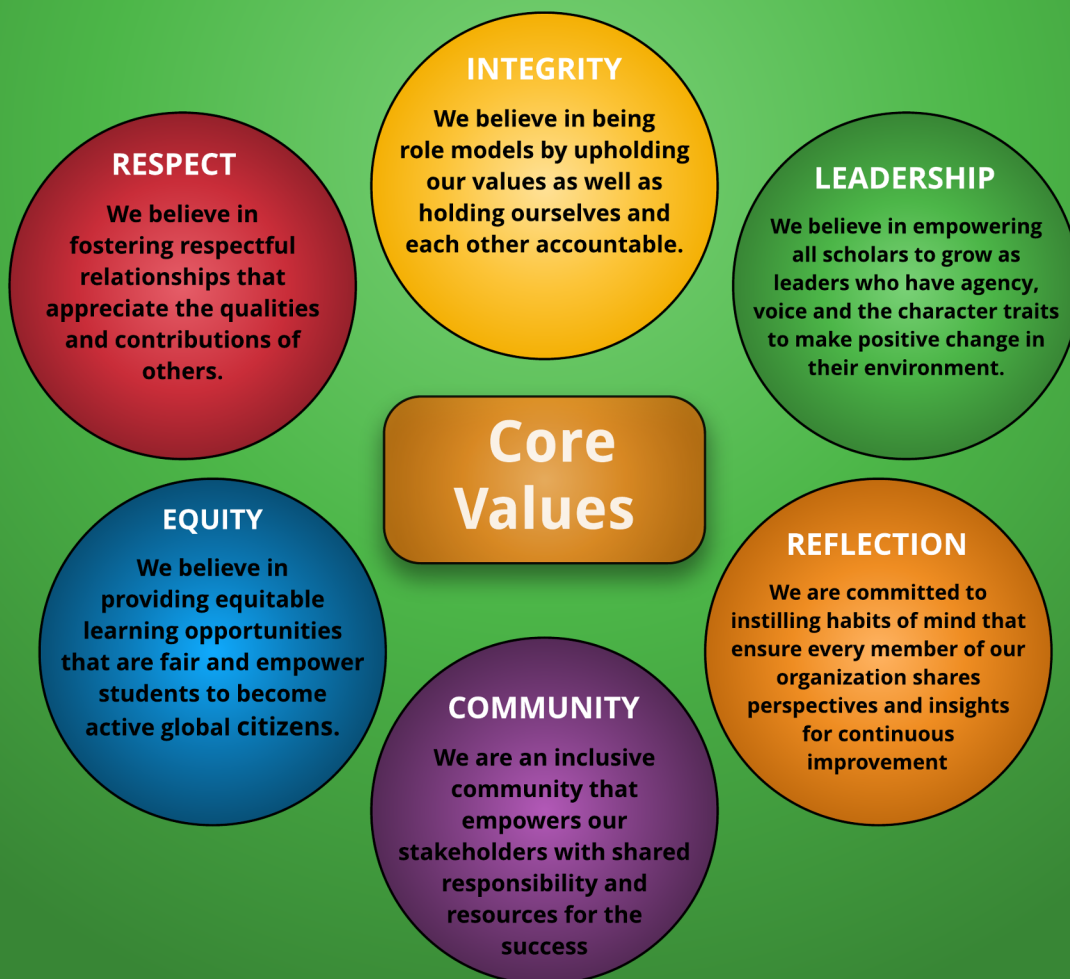 INTEGRITY
We believe in being
role models by upholding
our values as well as
holding ourselves and
each other accountable.
RESPECT
We believe in
fostering respectful
relationships that
appreciate the qualities
and contributions of
others.
LEADERSHIP
We believe in empowering
all scholars to grow as
leaders who have agency,
voice and the character traits
to make positive change in
their environment.
Core
Values
EQUITY
We believe in
providing equitable
learning opportunities
that are fair and empower
students to become
active global citizens.
REFLECTION
We are committed to
instilling habits of mind that
ensure every member of our
organization shares
perspectives and insights
for continuous
improvement
COMMUNITY
We are an inclusive
community that
empowers our
stakeholders with shared
responsibility and
resources for the
success